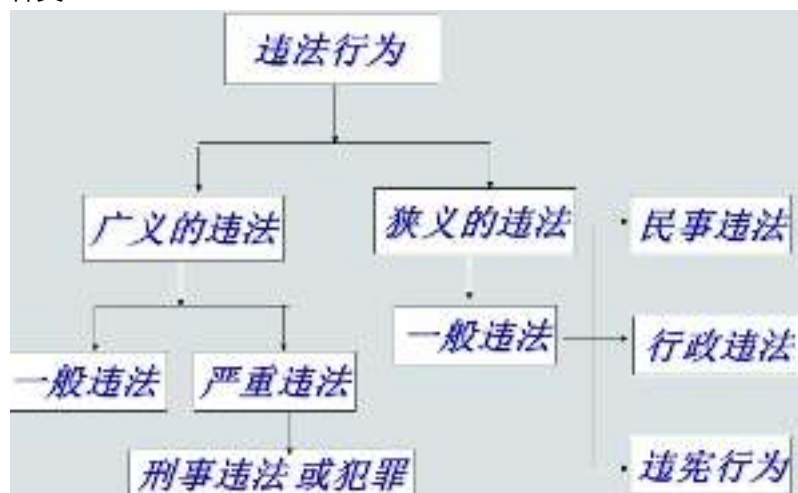 违法行为
广义的违法
狭义的违法
民事违法
一般违法
行政违法
一般违法
严重违法
刑事违法或犯罪
违宪行为